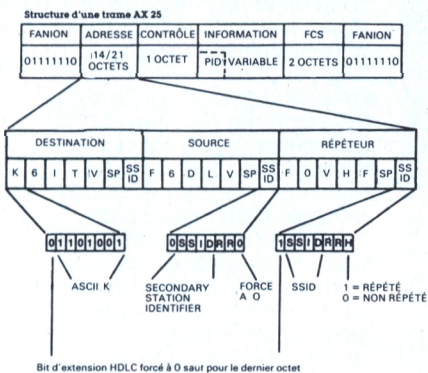 Structure d'une trame AX 25
FANION ADRESSE CONTRÔLE INFORMATION FCS FANION
01111110 14/21 OCTETS 1 OCTET PID VARIABLE 2 OCTETS 01111110
DESTINATION SOURCE RÉPÉTEUR
K 6 I T V SP SS ID F 6 D L V SP SS ID F 0 V H F SP SS ID
01101001 0SSIDRR0 1SSIDRRH
ASCII K SECONDARY STATION IDENTIFIER FORCE A O SSID 1 = RÉPÉTÉ
0 = NON RÉPÉTÉ
Bit d'extension HDLC forcé à 0 saut pour le dernier octet